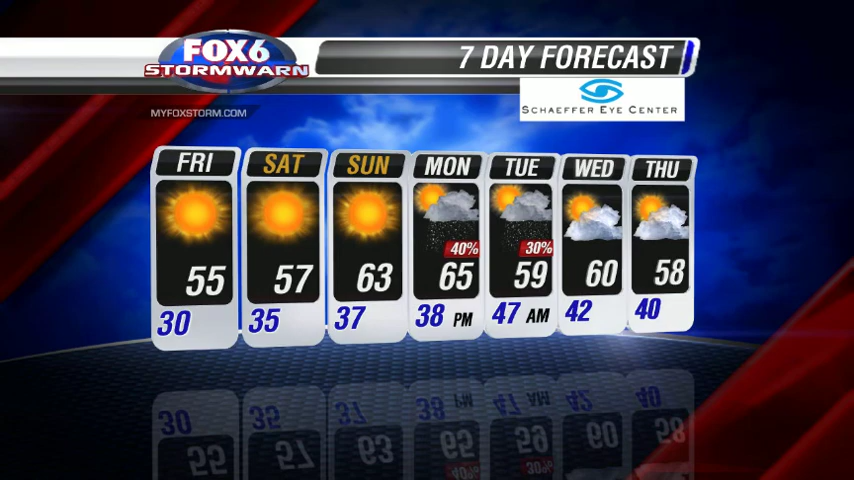 FOX6
STORMWARN
7 DAY FORECAST
SCHAEFFER EYE CENTER
MYFOXSTORM.COM
FRI SAT SUN MON TUE WED THU
40% 30%
55 57 63 65 59 60 58
30 35 37 38 PM 47 AM 42 40